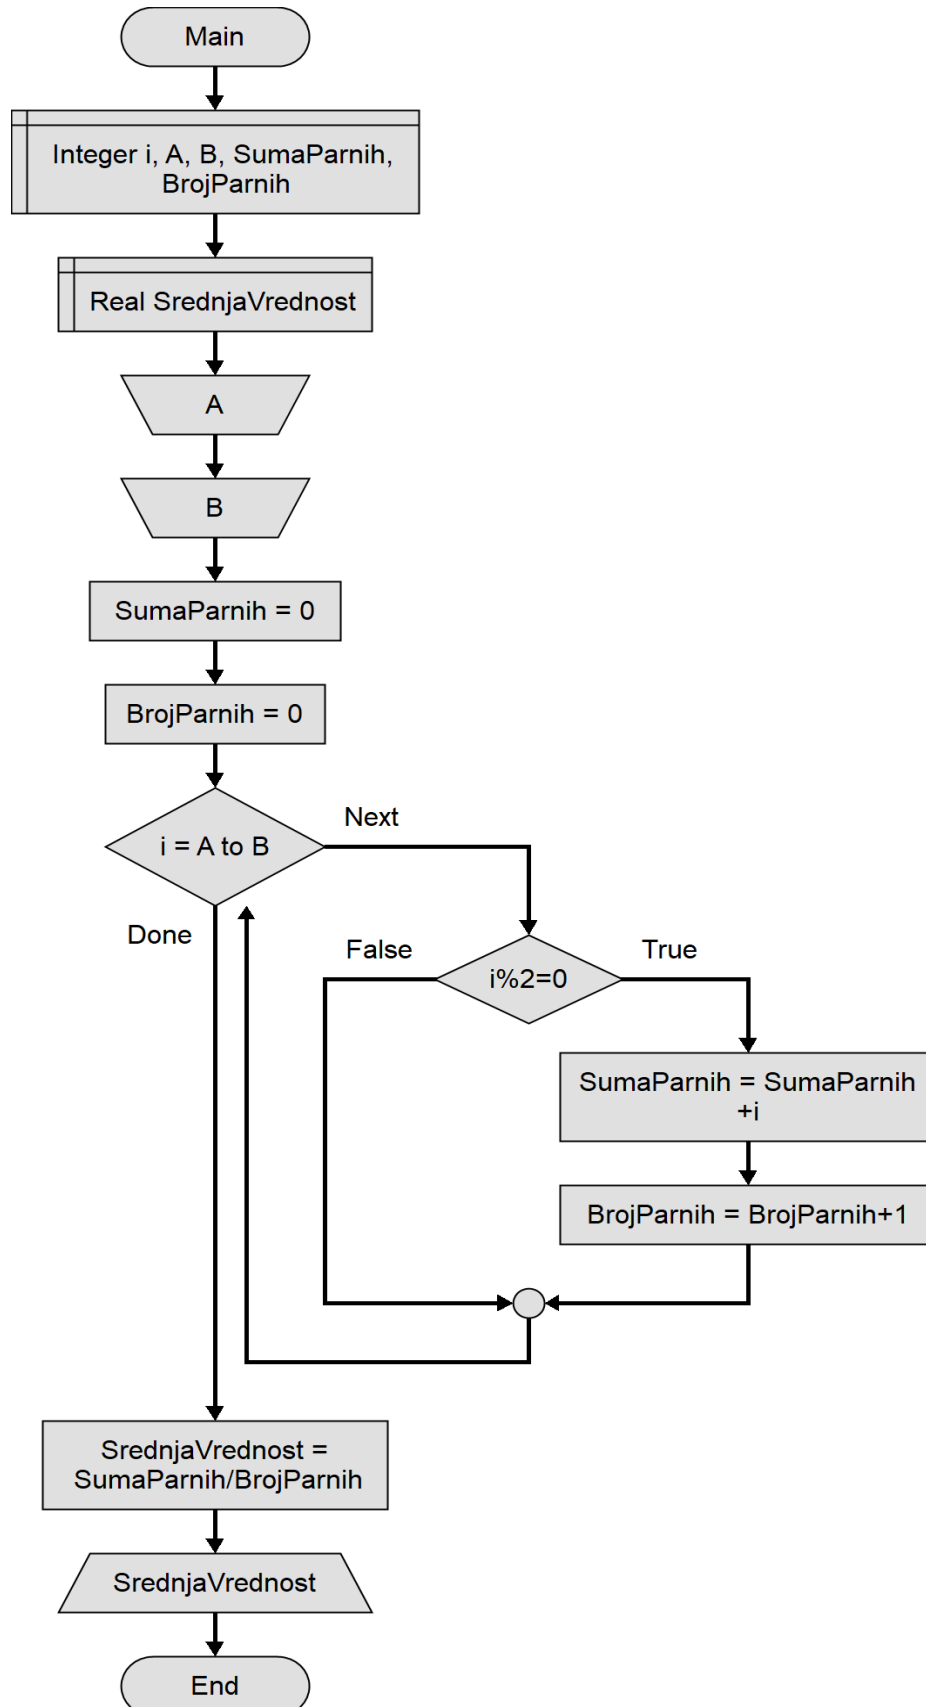 Main
Integer i, A, B, SumaParnih,
BrojParnih
Real SrednjaVrednost
A
B
SumaParnih = 0
BrojParnih = 0
i = A to B
Next
Done
False
i%2=0
True
SumaParnih = SumaParnih
+i
BrojParnih = BrojParnih+1
SrednjaVrednost =
SumaParnih/BrojParnih
SrednjaVrednost
End